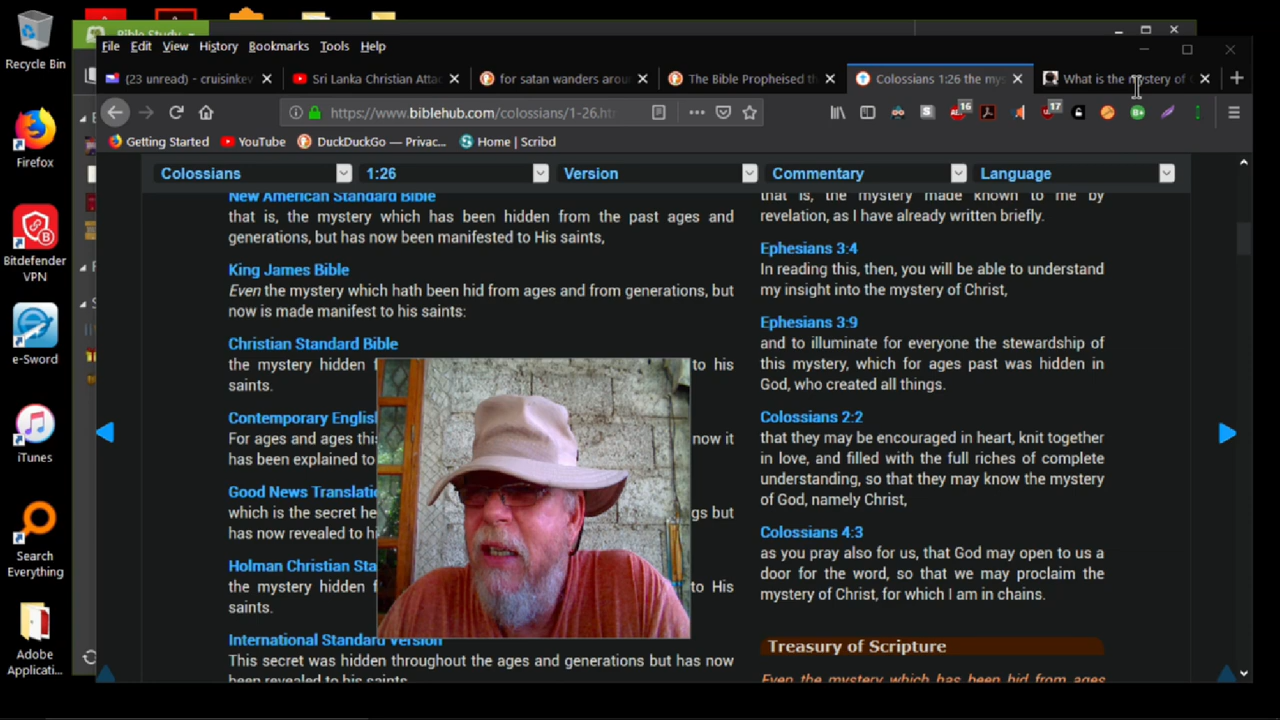 Recycle Bin
Firefox
Bitdefender
VPN
e-Sword
iTunes
Search
Everything
Adobe
Applicati...
Bible Study
File Edit View History Bookmarks Tools Help
(23 unread) - cruisinkev
Sri Lanka Christian Attac
for satan wanders arou
The Bible Propheised th
Colossians 1:26 the mys
What is the mystery of
https://www.biblehub.com/colossians/1-26.ht
16
17
Getting Started YouTube DuckDuckGo — Privac... Home | Scribd
Colossians 1:26 Version Commentary Language
New American Standard Bible
that is, the mystery which has been hidden from the past ages and
generations, but has now been manifested to His saints,
King James Bible
Even the mystery which hath been hid from ages and from generations, but
now is made manifest to his saints:
Christian Standard Bible
the mystery hidden f to his
saints.
Contemporary Englis
For ages and ages this now it
has been explained to
Good News Translati
which is the secret he gs but
has now revealed to hi
Holman Christian Sta
the mystery hidden f to His
saints.
International Standard Version
This secret was hidden throughout the ages and generations but has now
been revealed to his saints
that is, the mystery made known to me by
revelation, as I have already written briefly.
Ephesians 3:4
In reading this, then, you will be able to understand
my insight into the mystery of Christ,
Ephesians 3:9
and to illuminate for everyone the stewardship of
this mystery, which for ages past was hidden in
God, who created all things.
Colossians 2:2
that they may be encouraged in heart, knit together
in love, and filled with the full riches of complete
understanding, so that they may know the mystery
of God, namely Christ,
Colossians 4:3
as you pray also for us, that God may open to us a
door for the word, so that we may proclaim the
mystery of Christ, for which I am in chains.
Treasury of Scripture
Even the mystery which has been hid from ages